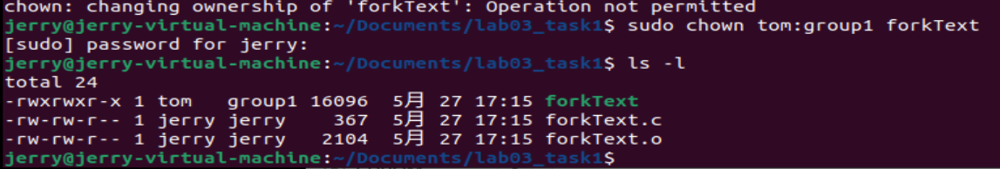 chown: changing ownership of 'forkText': Operation not permitted
jerry@jerry-virtual-machine:~/Documents/lab03_task1$ sudo chown tom:group1 forkText
[sudo] password for jerry:
jerry@jerry-virtual-machine:~/Documents/lab03_task1$ ls -l
total 24
-rwxrwxr-x 1 tom   group1 16096  5月 27 17:15 forkText
-rw-rw-r-- 1 jerry jerry    367  5月 27 17:15 forkText.c
-rw-rw-r-- 1 jerry jerry   2104  5月 27 17:15 forkText.o
jerry@jerry-virtual-machine:~/Documents/lab03_task1$